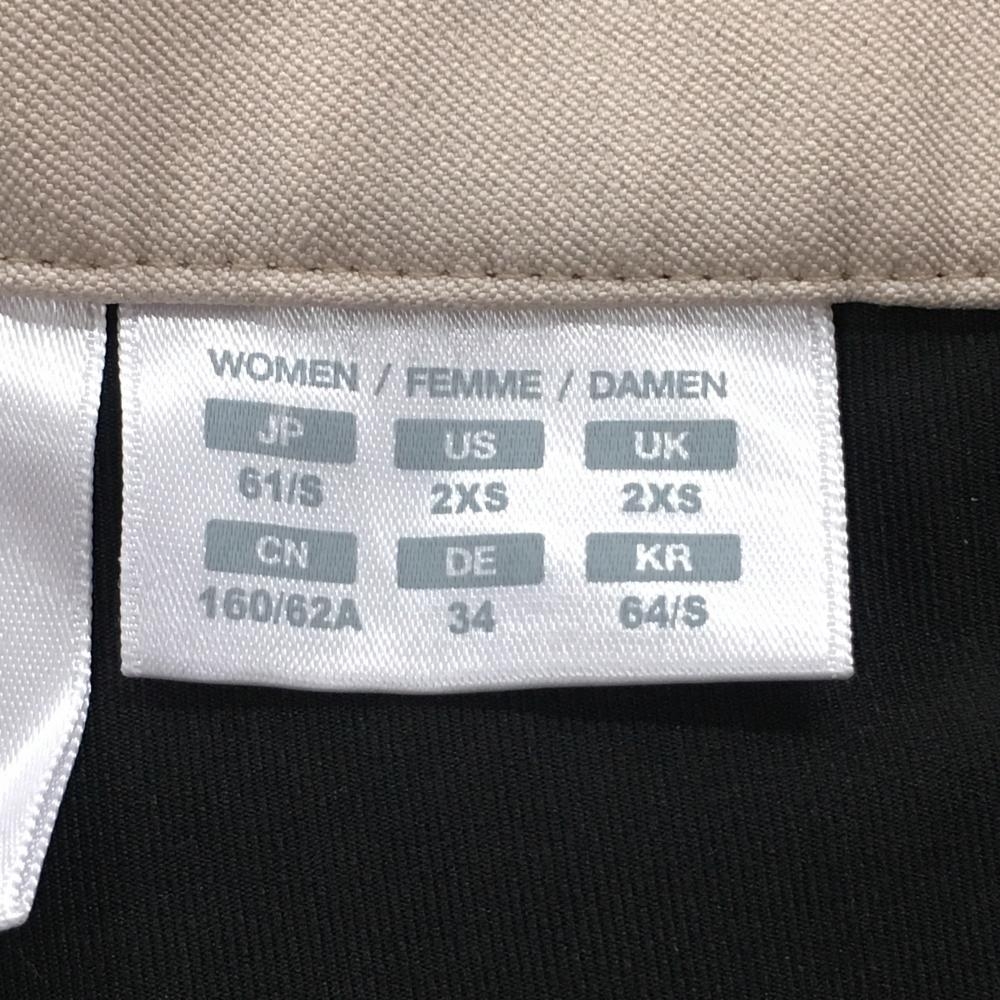 WOMEN / FEMME / DAMEN
JP US UK
61/S 2XS 2XS
CN DE KR
160/62A 34 64/S